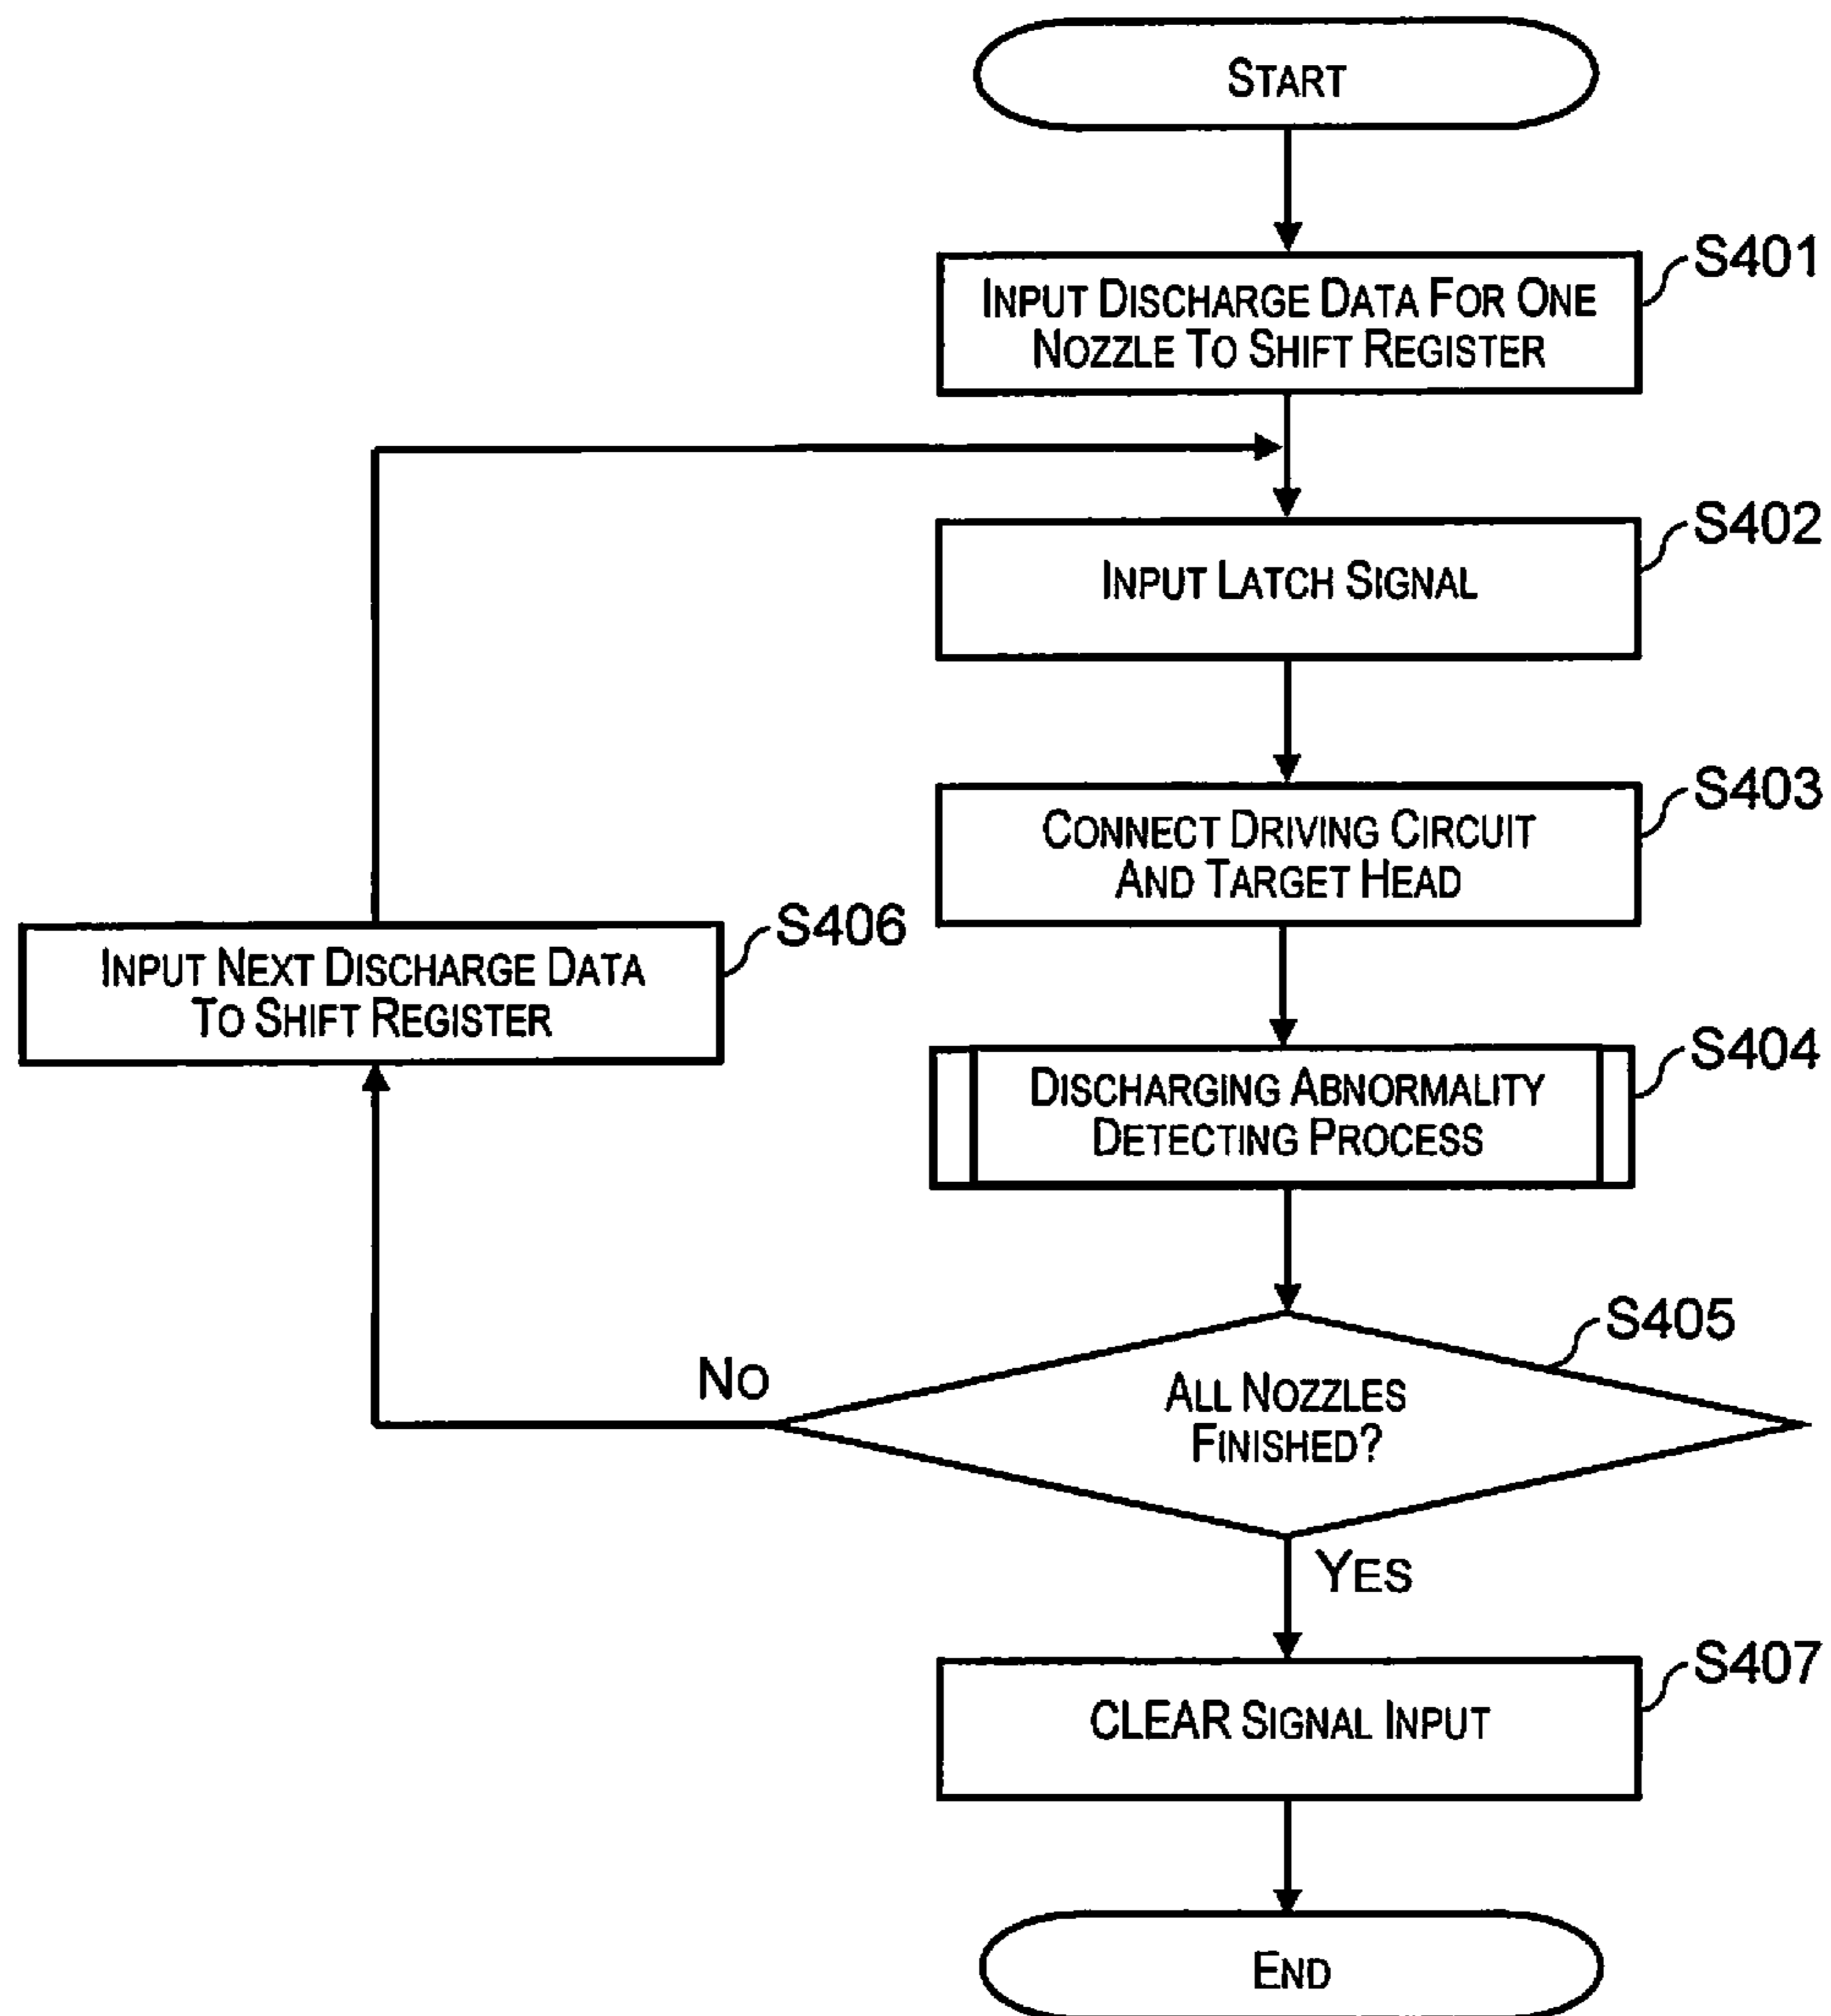 START
S401
INPUT DISCHARGE DATA FOR ONE
NOZZLE TO SHIFT REGISTER
S402
INPUT LATCH SIGNAL
S403
CONNECT DRIVING CIRCUIT
AND TARGET HEAD
S406
INPUT NEXT DISCHARGE DATA
TO SHIFT REGISTER
S404
DISCHARGING ABNORMALITY
DETECTING PROCESS
S405
NO
ALL NOZZLES
FINISHED?
YES
S407
CLEAR SIGNAL INPUT
END